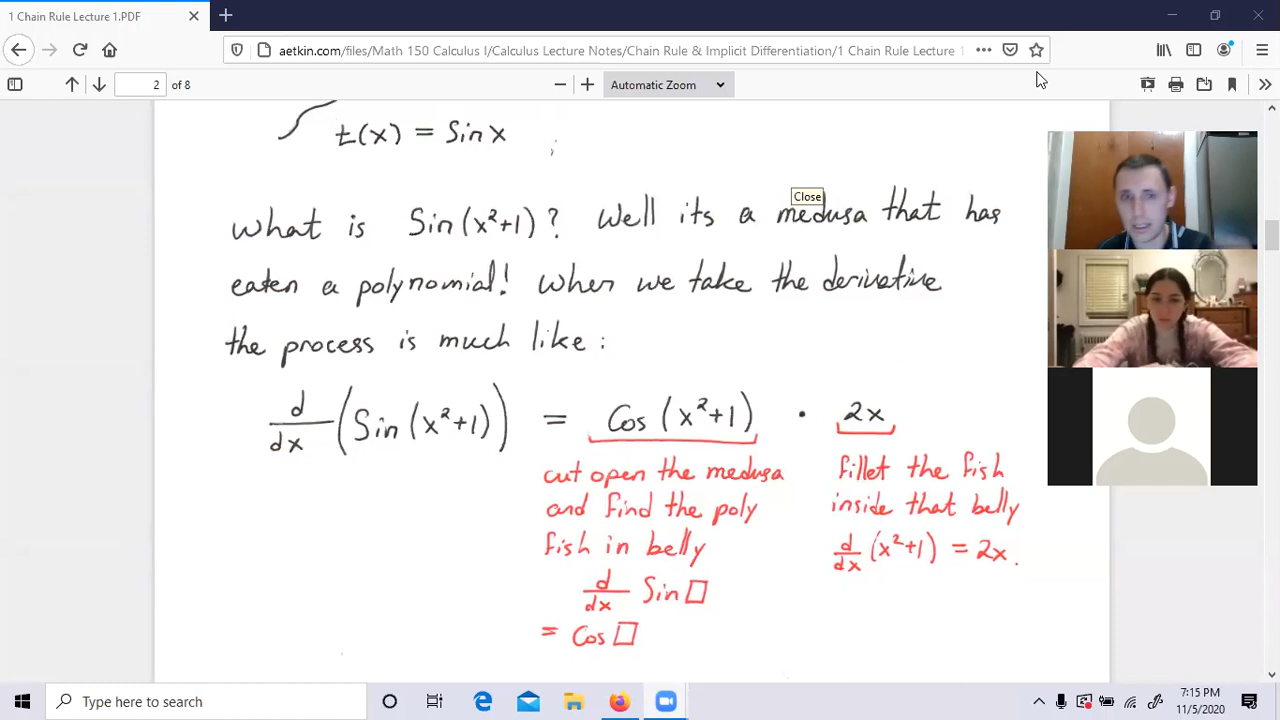 1 Chain Rule Lecture 1.PDF
aetkin.com/files/Math 150 Calculus I/Calculus Lecture Notes/Chain Rule & Implicit Differentiation/1 Chain Rule Lecture 1
2 of 8
Automatic Zoom
t(x) = Sin x
;
Close
What is Sin(x²+1)? Well its a medusa that has
eaten a polynomial! When we take the derivative
the process is much like:
d/dx (Sin (x²+1)) = Cos (x²+1) · 2x
cut open the medusa
and find the poly
fish in belly
d/dx Sin □
= Cos □
fillet the fish
inside that belly
d/dx (x²+1) = 2x.
Type here to search
7:15 PM
11/5/2020